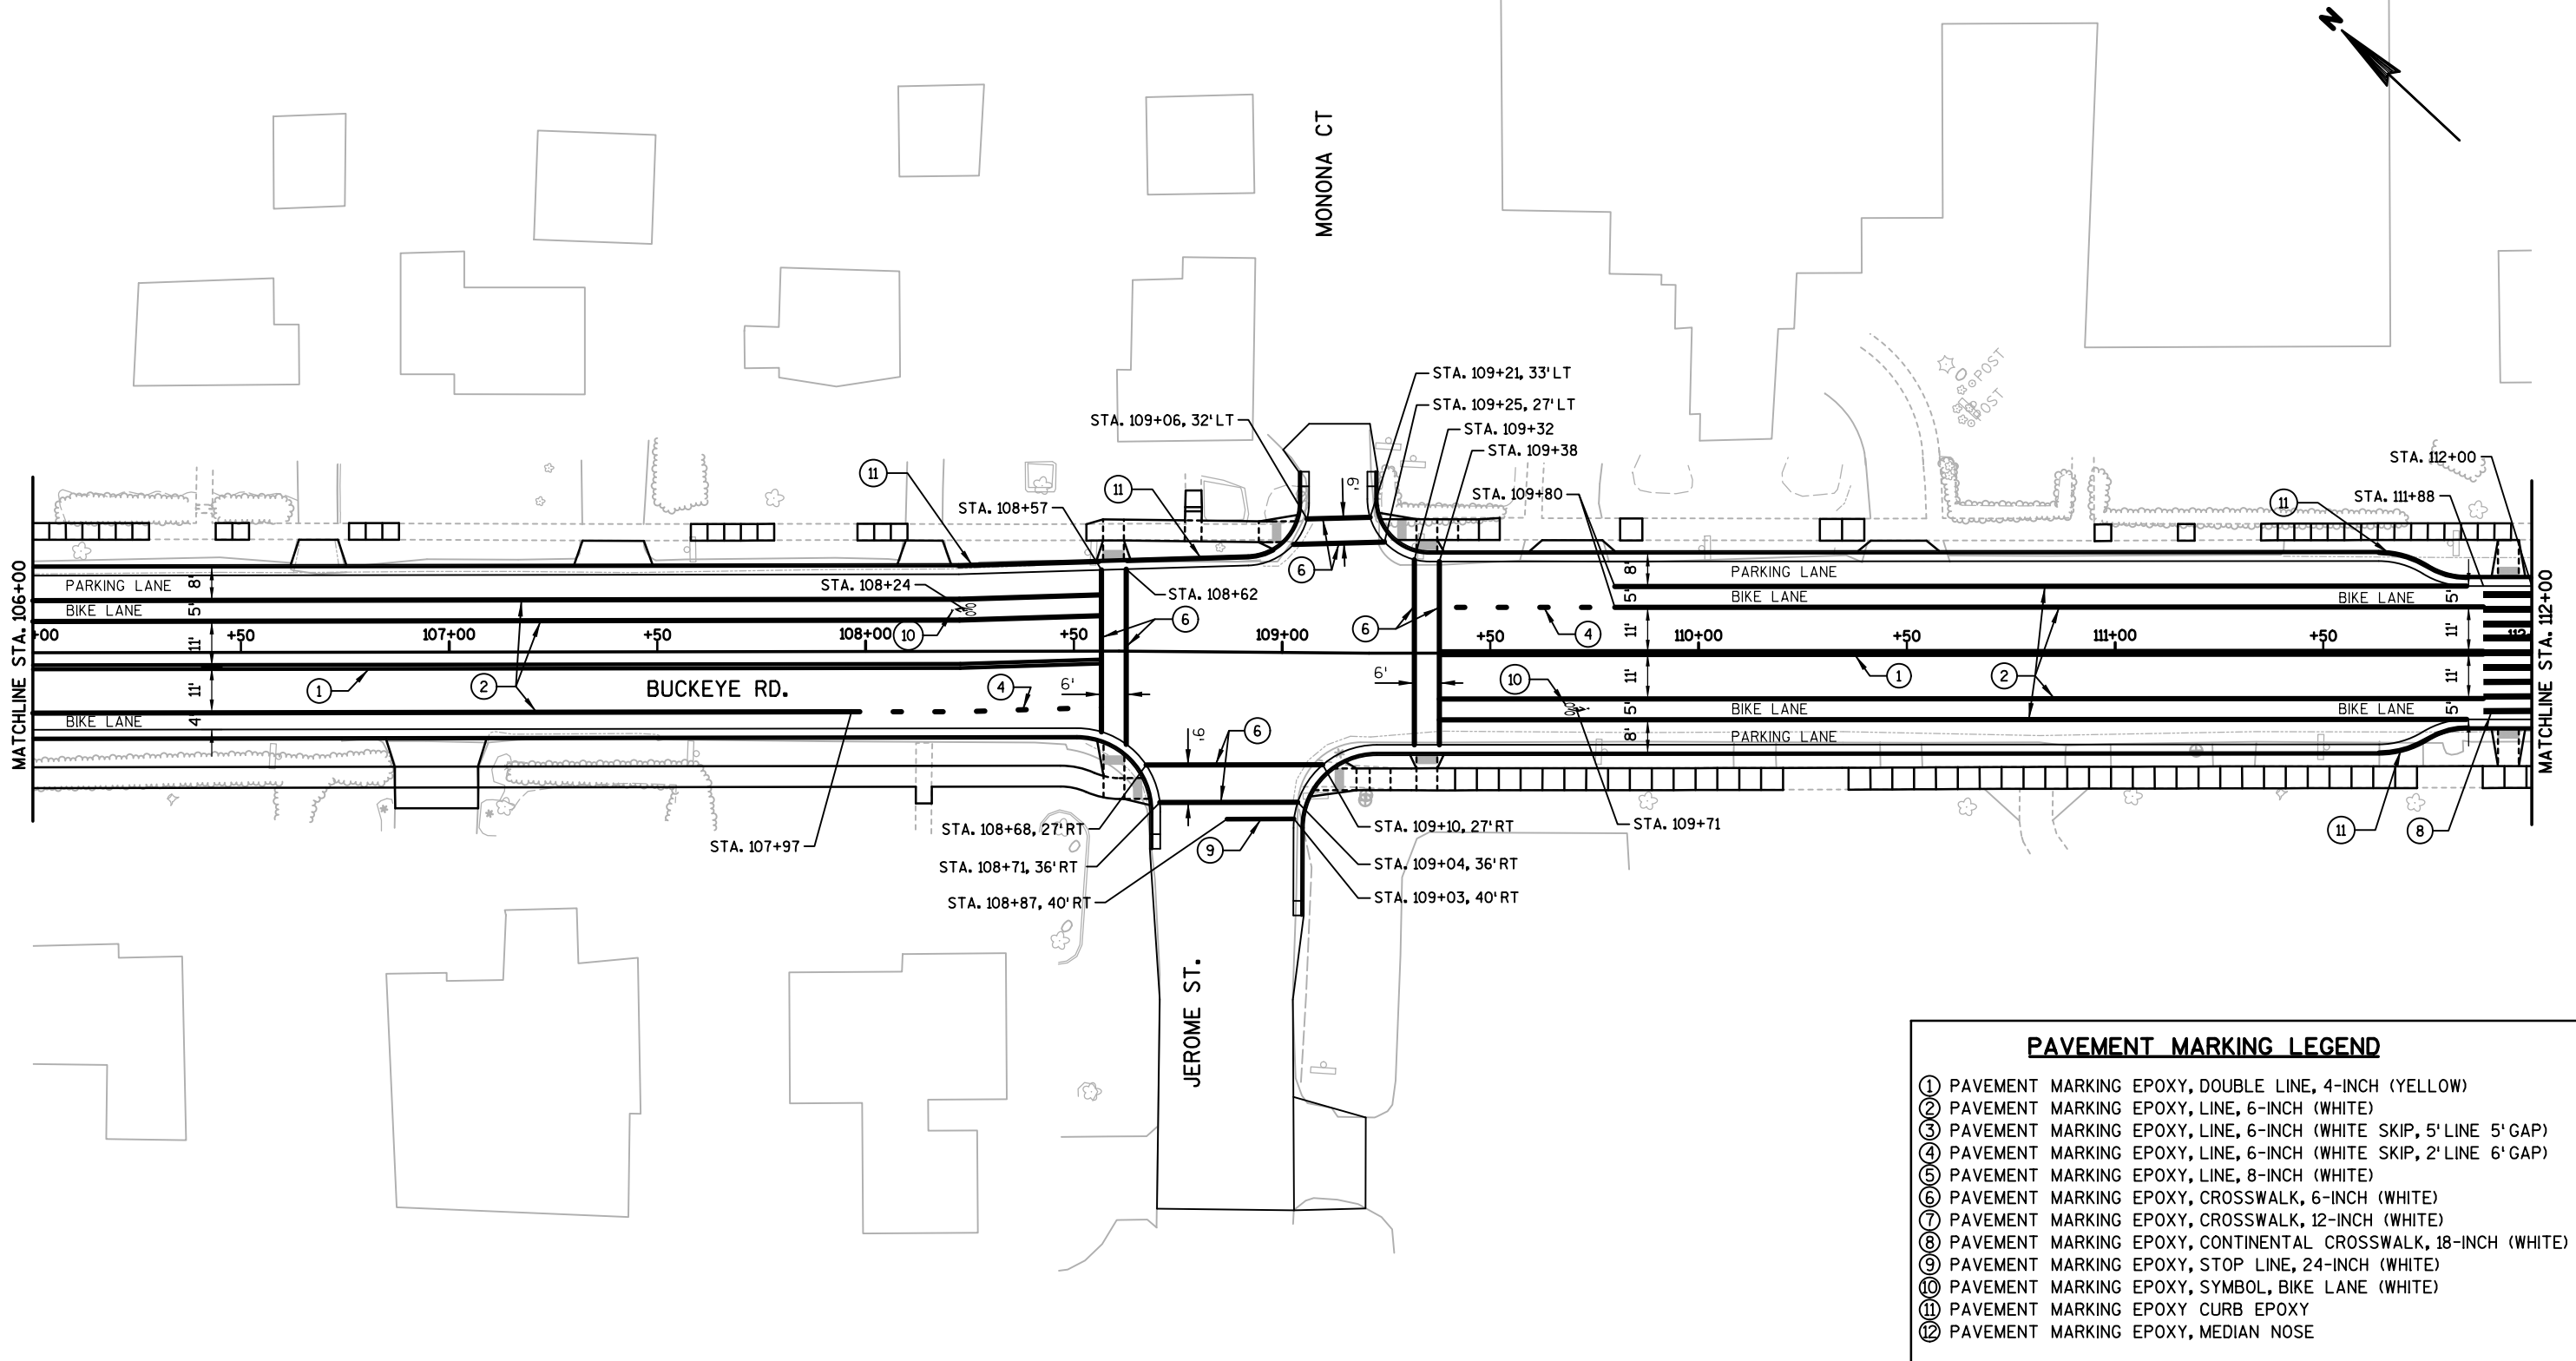 N
MONONA CT
STA. 109+21, 33' LT
STA. 109+06, 32' LT
STA. 109+25, 27' LT
STA. 109+32
STA. 109+38
STA. 112+00
11
11
6'
STA. 109+80
STA. 111+88
11
STA. 108+57
POST
POST
MATCHLINE STA. 106+00
PARKING LANE
8'
STA. 108+24
6
8'
PARKING LANE
MATCHLINE STA. 112+00
BIKE LANE
5'
STA. 108+62
5'
BIKE LANE
BIKE LANE
5'
+00
+50
107+00
+50
108+00
10
+50
6
109+00
6
+50
4
110+00
+50
111+00
+50
112
11'
11'
11'
1
2
BUCKEYE RD.
4
6'
6'
10
1
2
11'
11'
11'
BIKE LANE
4'
5'
BIKE LANE
BIKE LANE
5'
6'
6
8'
PARKING LANE
STA. 107+97
STA. 108+68, 27' RT
STA. 109+10, 27' RT
STA. 109+71
11
8
9
STA. 108+71, 36' RT
STA. 109+04, 36' RT
STA. 108+87, 40' RT
STA. 109+03, 40' RT
JEROME ST.
PAVEMENT MARKING LEGEND
1 PAVEMENT MARKING EPOXY, DOUBLE LINE, 4-INCH (YELLOW)
2 PAVEMENT MARKING EPOXY, LINE, 6-INCH (WHITE)
3 PAVEMENT MARKING EPOXY, LINE, 6-INCH (WHITE SKIP, 5' LINE 5' GAP)
4 PAVEMENT MARKING EPOXY, LINE, 6-INCH (WHITE SKIP, 2' LINE 6' GAP)
5 PAVEMENT MARKING EPOXY, LINE, 8-INCH (WHITE)
6 PAVEMENT MARKING EPOXY, CROSSWALK, 6-INCH (WHITE)
7 PAVEMENT MARKING EPOXY, CROSSWALK, 12-INCH (WHITE)
8 PAVEMENT MARKING EPOXY, CONTINENTAL CROSSWALK, 18-INCH (WHITE)
9 PAVEMENT MARKING EPOXY, STOP LINE, 24-INCH (WHITE)
10 PAVEMENT MARKING EPOXY, SYMBOL, BIKE LANE (WHITE)
11 PAVEMENT MARKING EPOXY CURB EPOXY
12 PAVEMENT MARKING EPOXY, MEDIAN NOSE